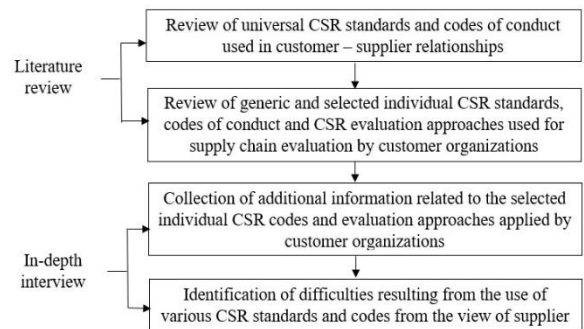 Review of universal CSR standards and codes of conduct
used in customer – supplier relationships
Literature
review
Review of generic and selected individual CSR standards,
codes of conduct and CSR evaluation approaches used for
supply chain evaluation by customer organizations
Collection of additional information related to the selected
individual CSR codes and evaluation approaches applied by
customer organizations
In-depth
interview
Identification of difficulties resulting from the use of
various CSR standards and codes from the view of supplier